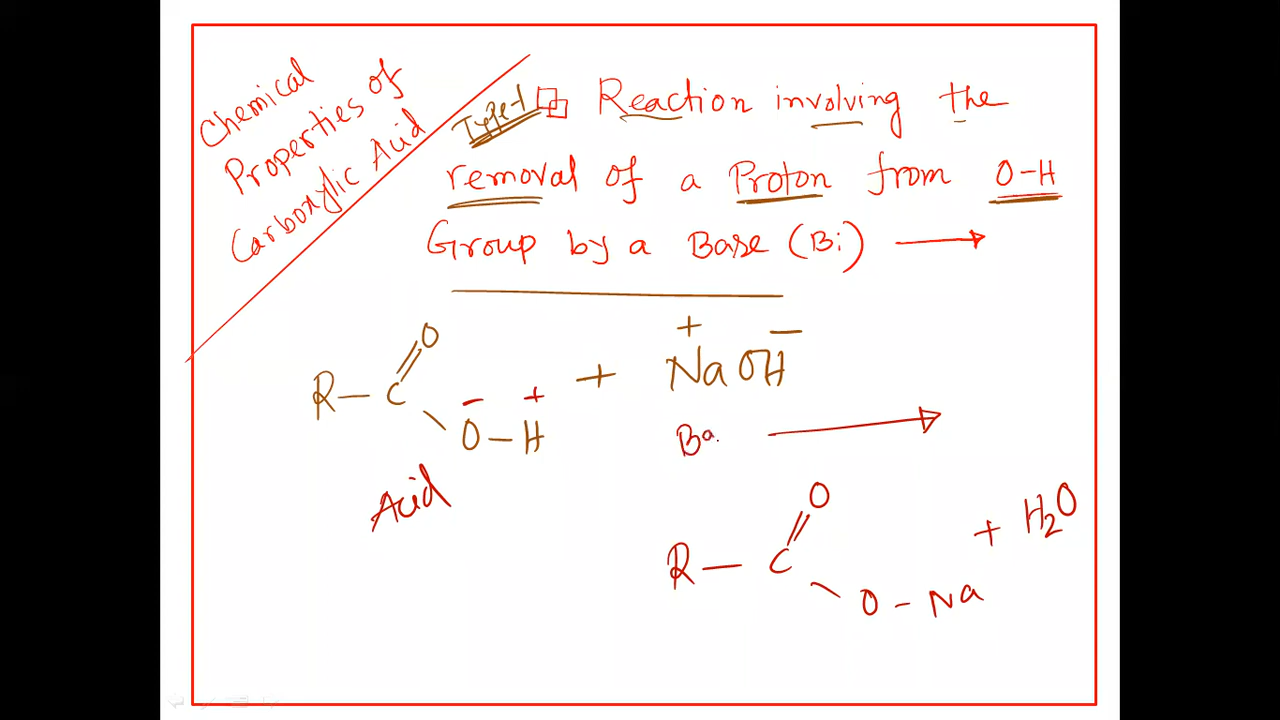 Chemical
Properties of
Carboxylic Acid
Type-1 Reaction involving the
removal of a Proton from O-H
Group by a Base (B:) →
R—C=O
O—H
- +
+ NaOH
+ -
Acid
Ba
→
R—C=O
O-Na
+ H2O